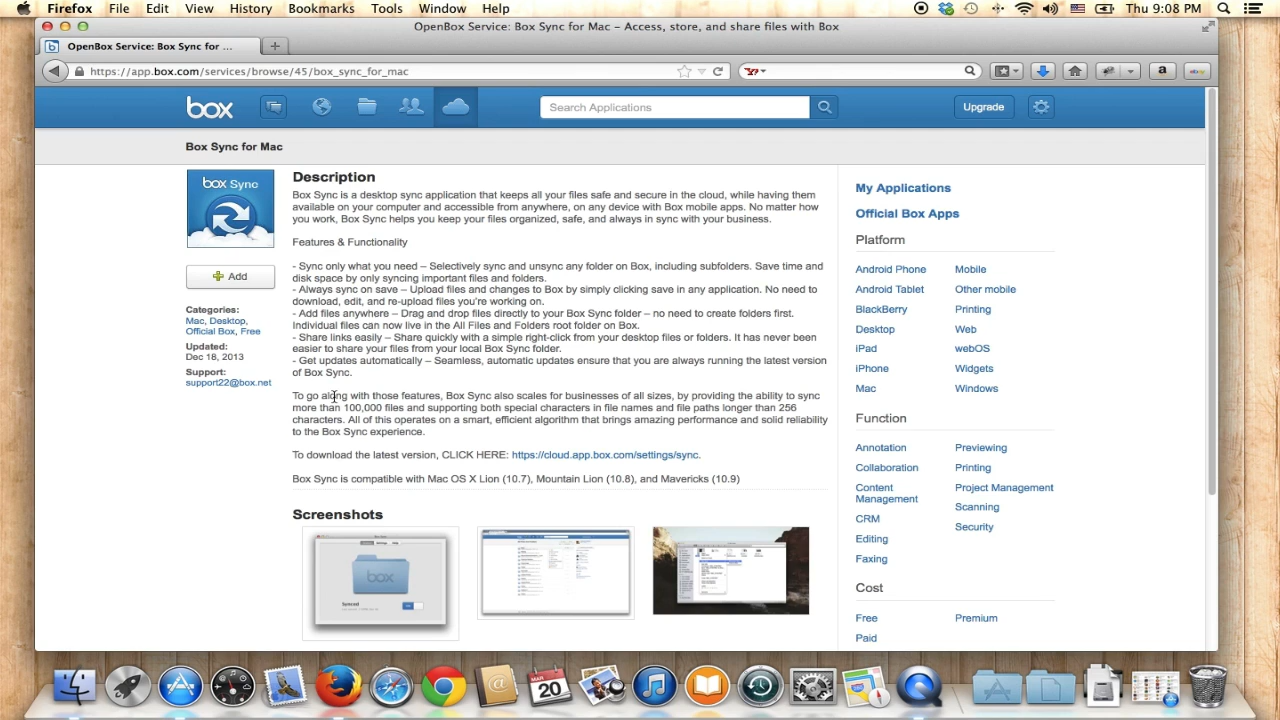 Firefox File Edit View History Bookmarks Tools Window Help Thu 9:08 PM
OpenBox Service: Box Sync for Mac – Access, store, and share files with Box
OpenBox Service: Box Sync for ...
https://app.box.com/services/browse/45/box_sync_for_mac
box
Search Applications
Upgrade
Box Sync for Mac
box Sync
Add
Categories:
Mac, Desktop,
Official Box, Free
Updated:
Dec 18, 2013
Support:
support22@box.net
Description
Box Sync is a desktop sync application that keeps all your files safe and secure in the cloud, while having them
available on your computer and accessible from anywhere, on any device with Box mobile apps. No matter how
you work, Box Sync helps you keep your files organized, safe, and always in sync with your business.
Features & Functionality
- Sync only what you need – Selectively sync and unsync any folder on Box, including subfolders. Save time and
disk space by only syncing important files and folders.
- Always sync on save – Upload files and changes to Box by simply clicking save in any application. No need to
download, edit, and re-upload files you're working on.
- Add files anywhere – Drag and drop files directly to your Box Sync folder – no need to create folders first.
Individual files can now live in the All Files and Folders root folder on Box.
- Share links easily – Share quickly with a simple right-click from your desktop files or folders. It has never been
easier to share your files from your local Box Sync folder.
- Get updates automatically – Seamless, automatic updates ensure that you are always running the latest version
of Box Sync.
To go along with those features, Box Sync also scales for businesses of all sizes, by providing the ability to sync
more than 100,000 files and supporting both special characters in file names and file paths longer than 256
characters. All of this operates on a smart, efficient algorithm that brings amazing performance and solid reliability
to the Box Sync experience.
To download the latest version, CLICK HERE: https://cloud.app.box.com/settings/sync.
Box Sync is compatible with Mac OS X Lion (10.7), Mountain Lion (10.8), and Mavericks (10.9)
Screenshots
box
Synced
My Applications
Official Box Apps
Platform
Android Phone Mobile
Android Tablet Other mobile
BlackBerry Printing
Desktop Web
iPad webOS
iPhone Widgets
Mac Windows
Function
Annotation Previewing
Collaboration Printing
Content
Management
Project Management
Scanning
CRM
Security
Editing
Faxing
Cost
Free Premium
Paid
MAR
20